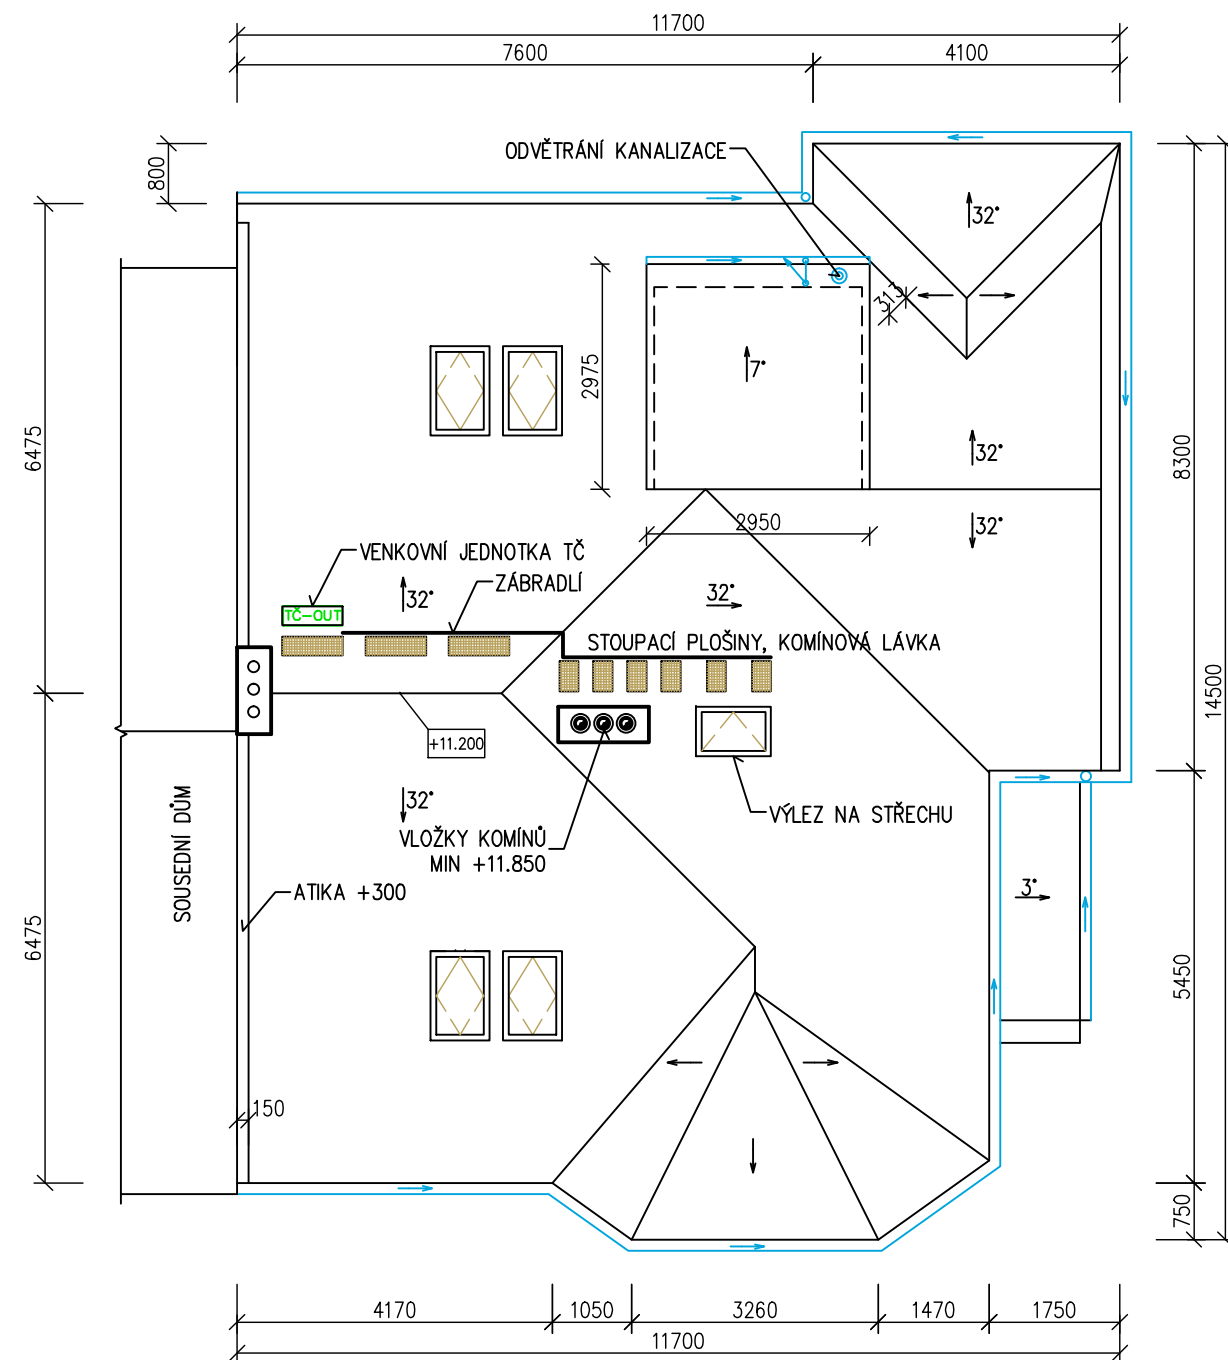 11700
7600
4100
800
ODVĚTRÁNÍ KANALIZACE
32°
313
2975
7°
6475
8300
32°
2950
32°
VENKOVNÍ JEDNOTKA TČ
ZÁBRADLÍ
32°
32°
TČ-OUT
STOUPACÍ PLOŠINY, KOMÍNOVÁ LÁVKA
14500
+11.200
32°
VÝLEZ NA STŘECHU
VLOŽKY KOMÍNŮ
MIN +11.850
SOUSEDNÍ DŮM
ATIKA +300
3°
6475
5450
150
750
4170
1050
3260
1470
1750
11700